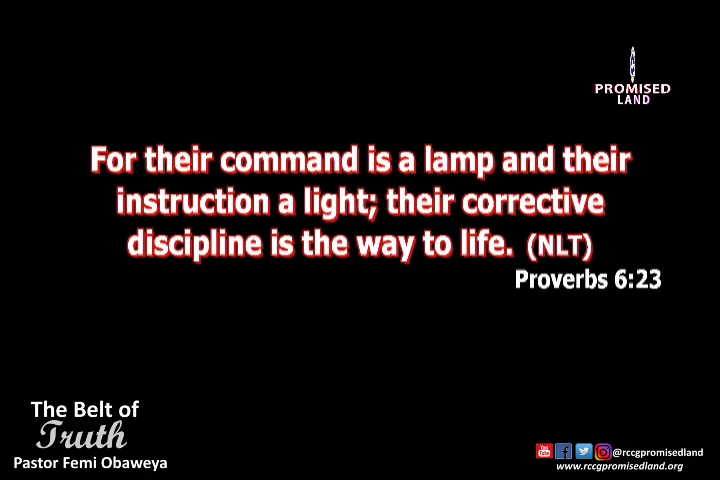 PROMISED
LAND
For their command is a lamp and their
instruction a light; their corrective
discipline is the way to life. (NLT)
Proverbs 6:23
The Belt of
Truth
Pastor Femi Obaweya
@rccgpromisedland
www.rccgpromisedland.org